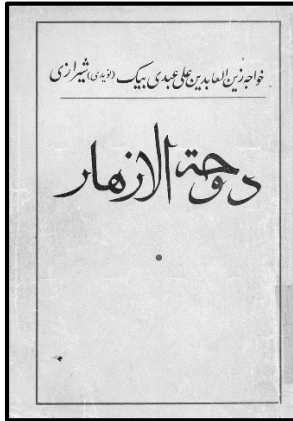 خواجه زین العابدین علی عبدی بیک (نویدی) شیرازی
دوحة الازهار